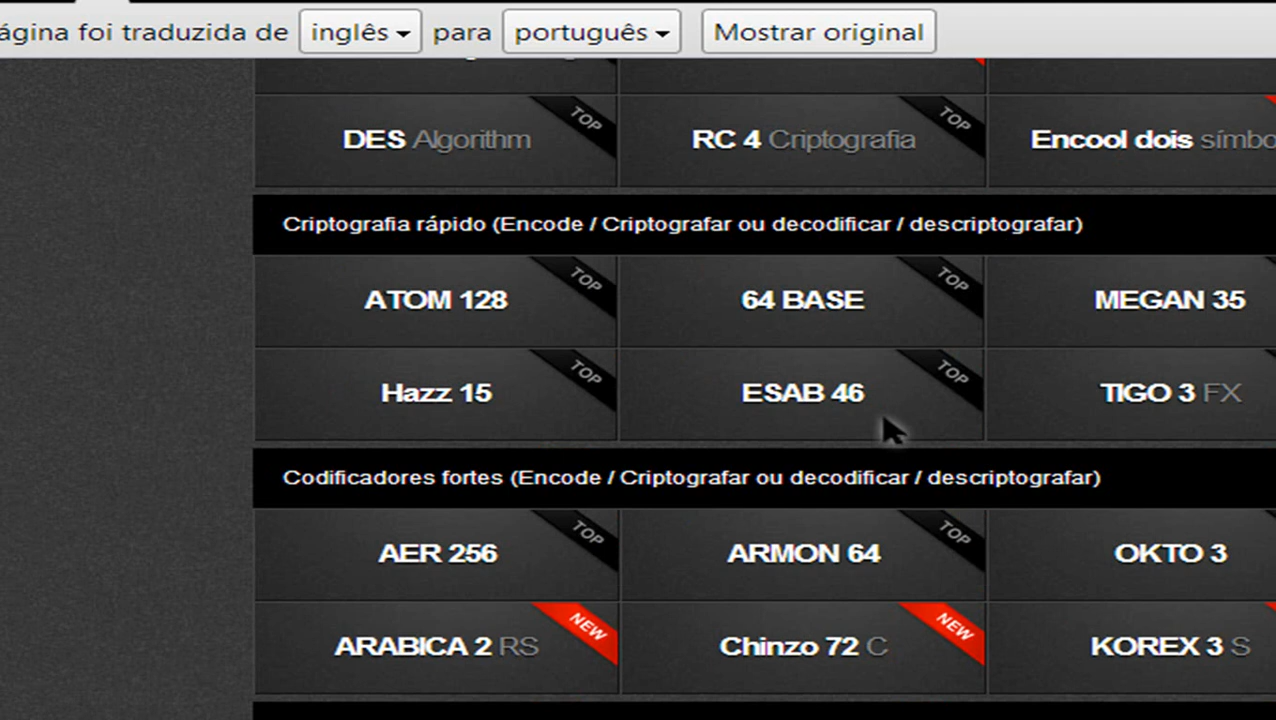 ágina foi traduzida de inglês para português Mostrar original
DES Algorithm TOP RC 4 Criptografia TOP Encool dois símbo
Criptografia rápido (Encode / Criptografar ou decodificar / descriptografar)
ATOM 128 TOP 64 BASE TOP MEGAN 35
Hazz 15 TOP ESAB 46 TOP TIGO 3 FX
Codificadores fortes (Encode / Criptografar ou decodificar / descriptografar)
AER 256 TOP ARMON 64 TOP OKTO 3
ARABICA 2 RS NEW Chinzo 72 C NEW KOREX 3 S